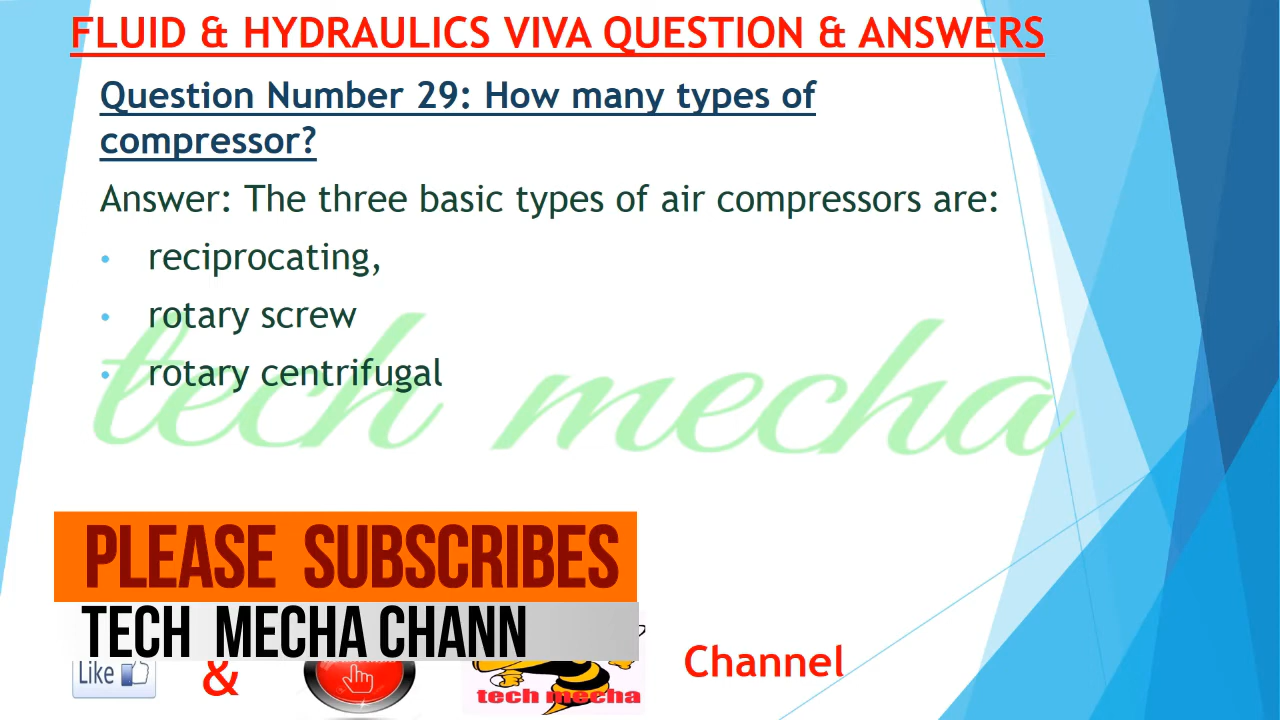 FLUID & HYDRAULICS VIVA QUESTION & ANSWERS
Question Number 29: How many types of
compressor?
Answer: The three basic types of air compressors are:
• reciprocating,
• rotary screw
• rotary centrifugal
tech mecha
PLEASE SUBSCRIBES
TECH MECHA CHANN
Like
&
tech mecha
Channel